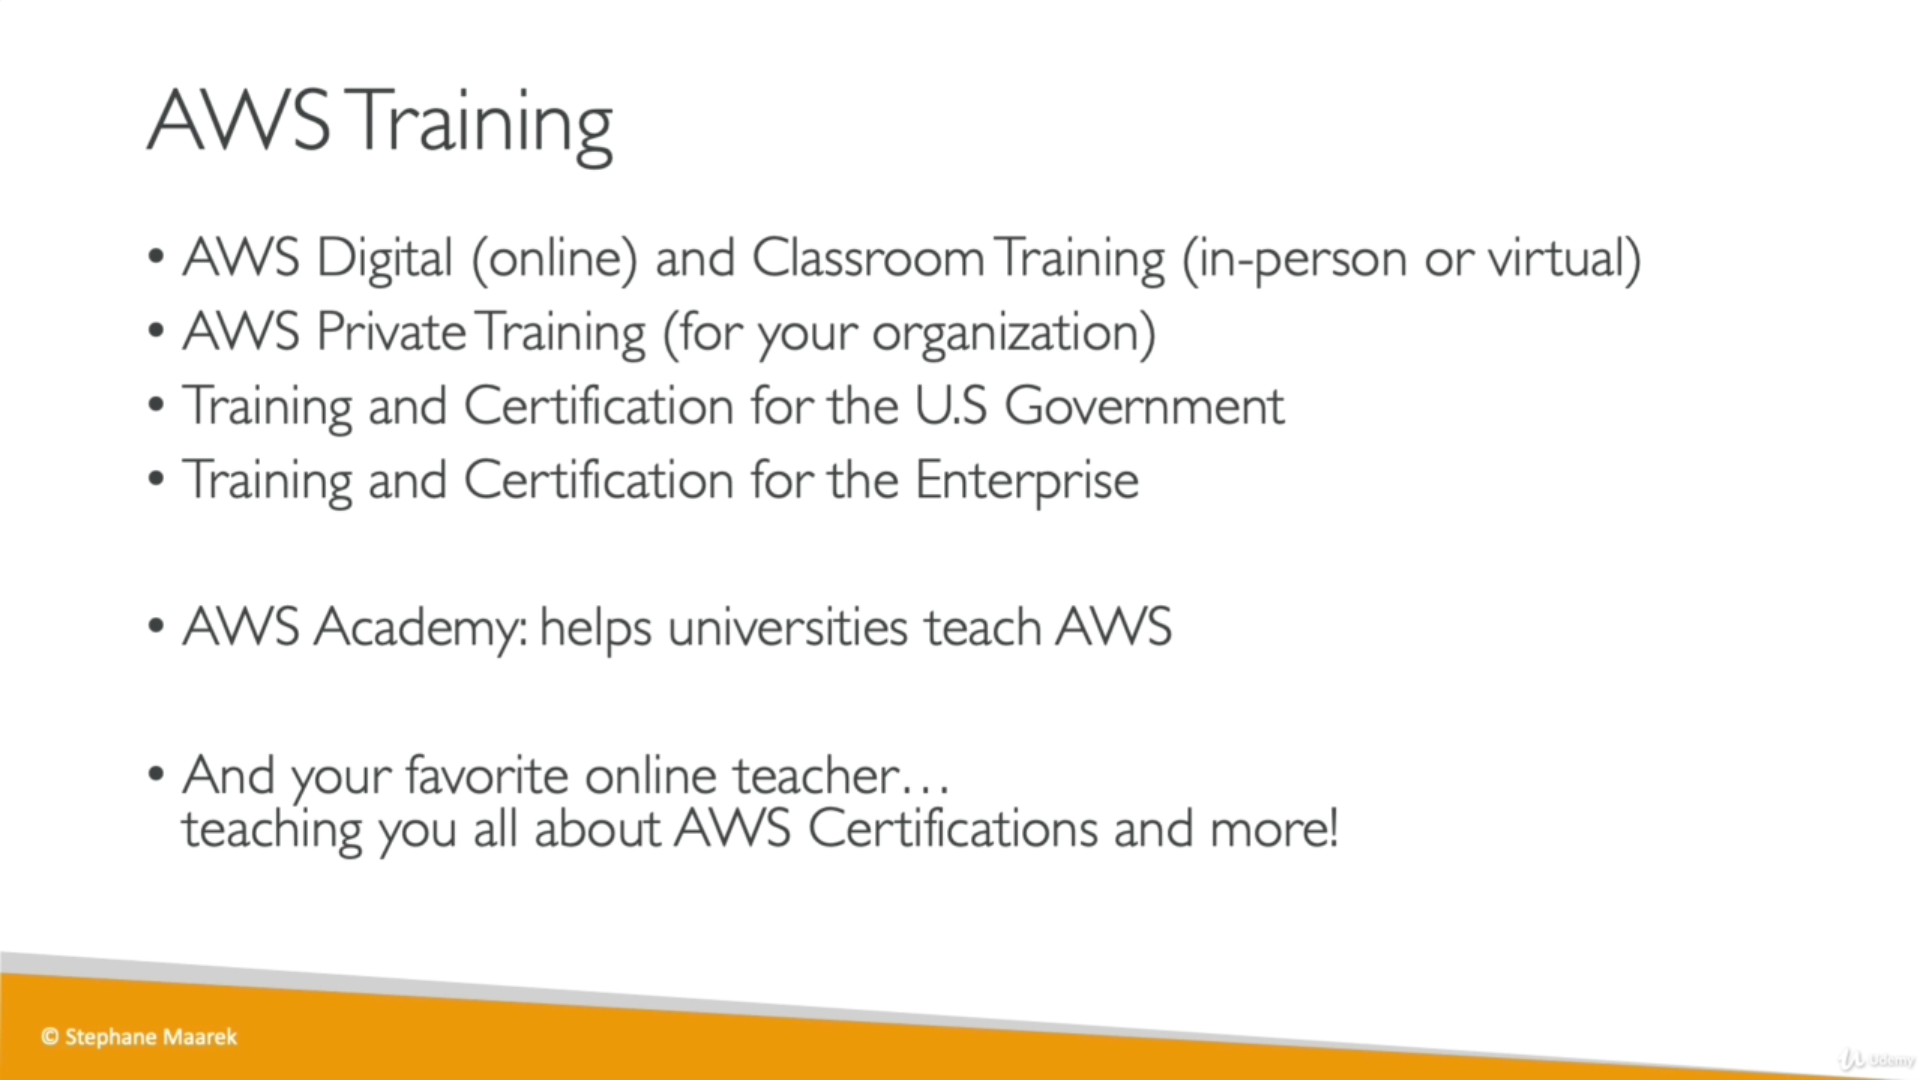 AWS Training
• AWS Digital (online) and Classroom Training (in-person or virtual)
• AWS Private Training (for your organization)
• Training and Certification for the U.S Government
• Training and Certification for the Enterprise
• AWS Academy: helps universities teach AWS
• And your favorite online teacher…
teaching you all about AWS Certifications and more!
© Stephane Maarek
Udemy